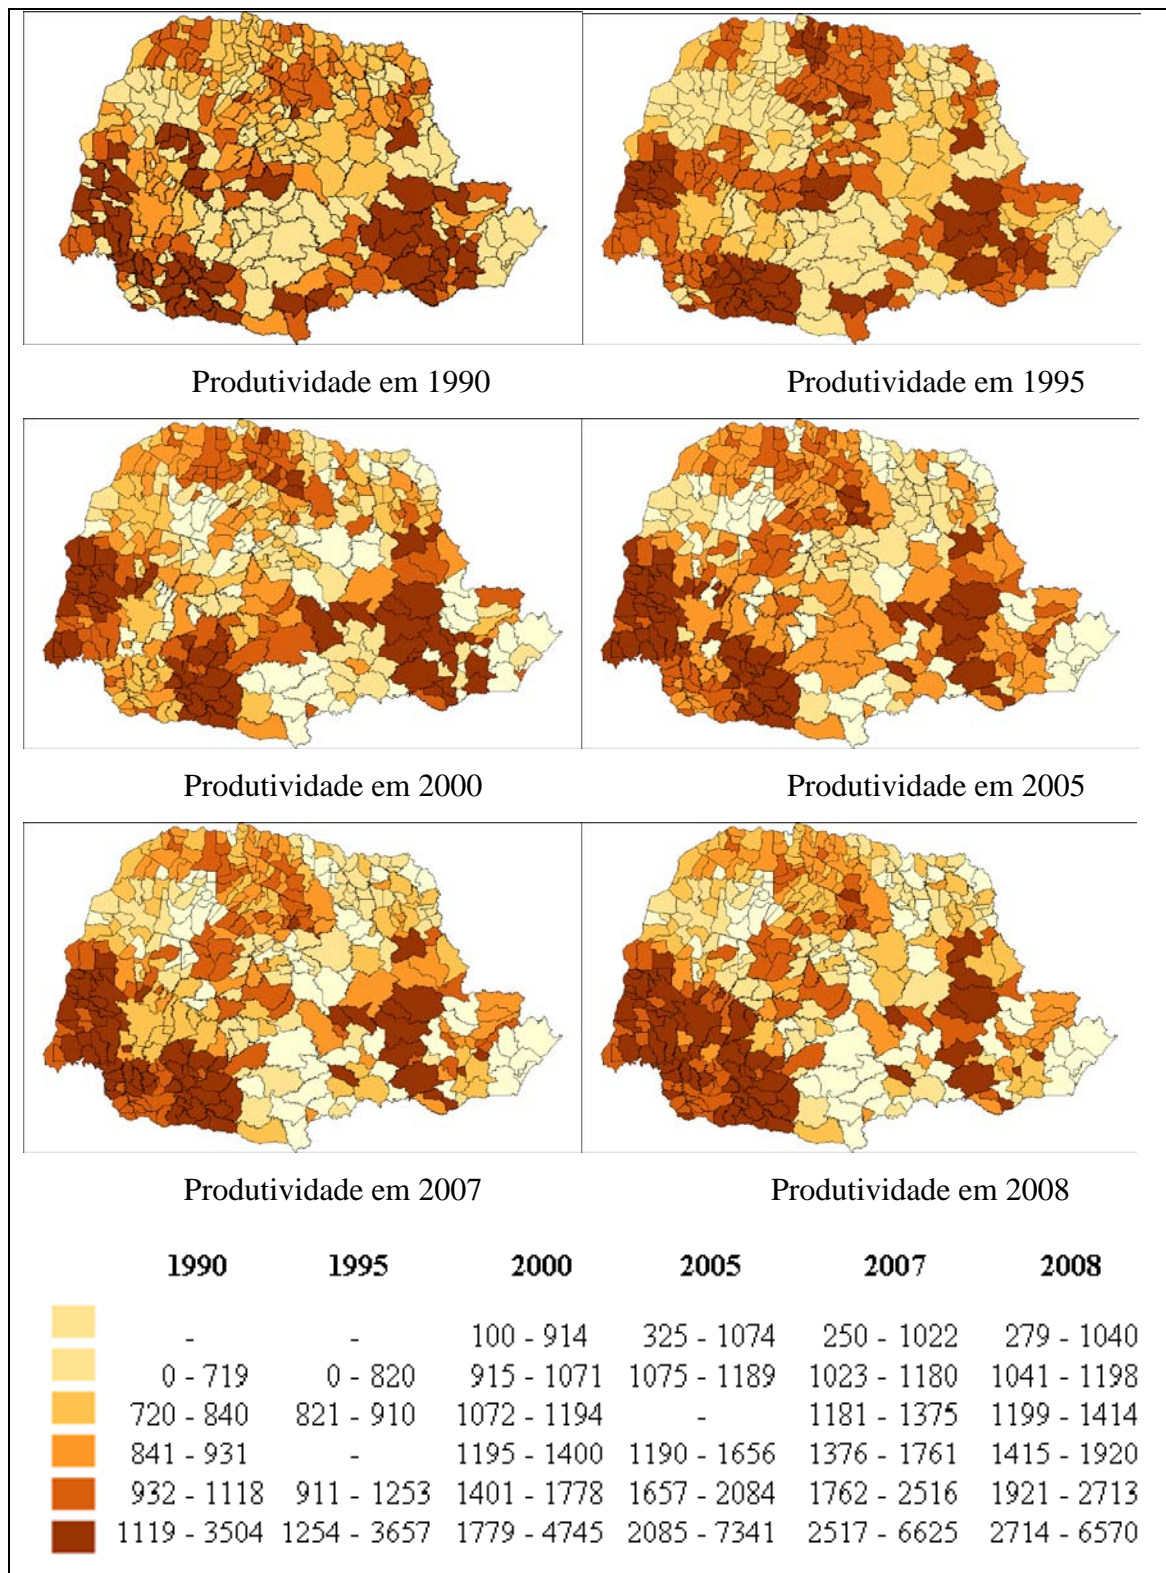 Produtividade em 1990 Produtividade em 1995
Produtividade em 2000 Produtividade em 2005
Produtividade em 2007 Produtividade em 2008
1990 1995 2000 2005 2007 2008
- - 100 - 914 325 - 1074 250 - 1022 279 - 1040
0 - 719 0 - 820 915 - 1071 1075 - 1189 1023 - 1180 1041 - 1198
720 - 840 821 - 910 1072 - 1194 - 1181 - 1375 1199 - 1414
841 - 931 - 1195 - 1400 1190 - 1656 1376 - 1761 1415 - 1920
932 - 1118 911 - 1253 1401 - 1778 1657 - 2084 1762 - 2516 1921 - 2713
1119 - 3504 1254 - 3657 1779 - 4745 2085 - 7341 2517 - 6625 2714 - 6570